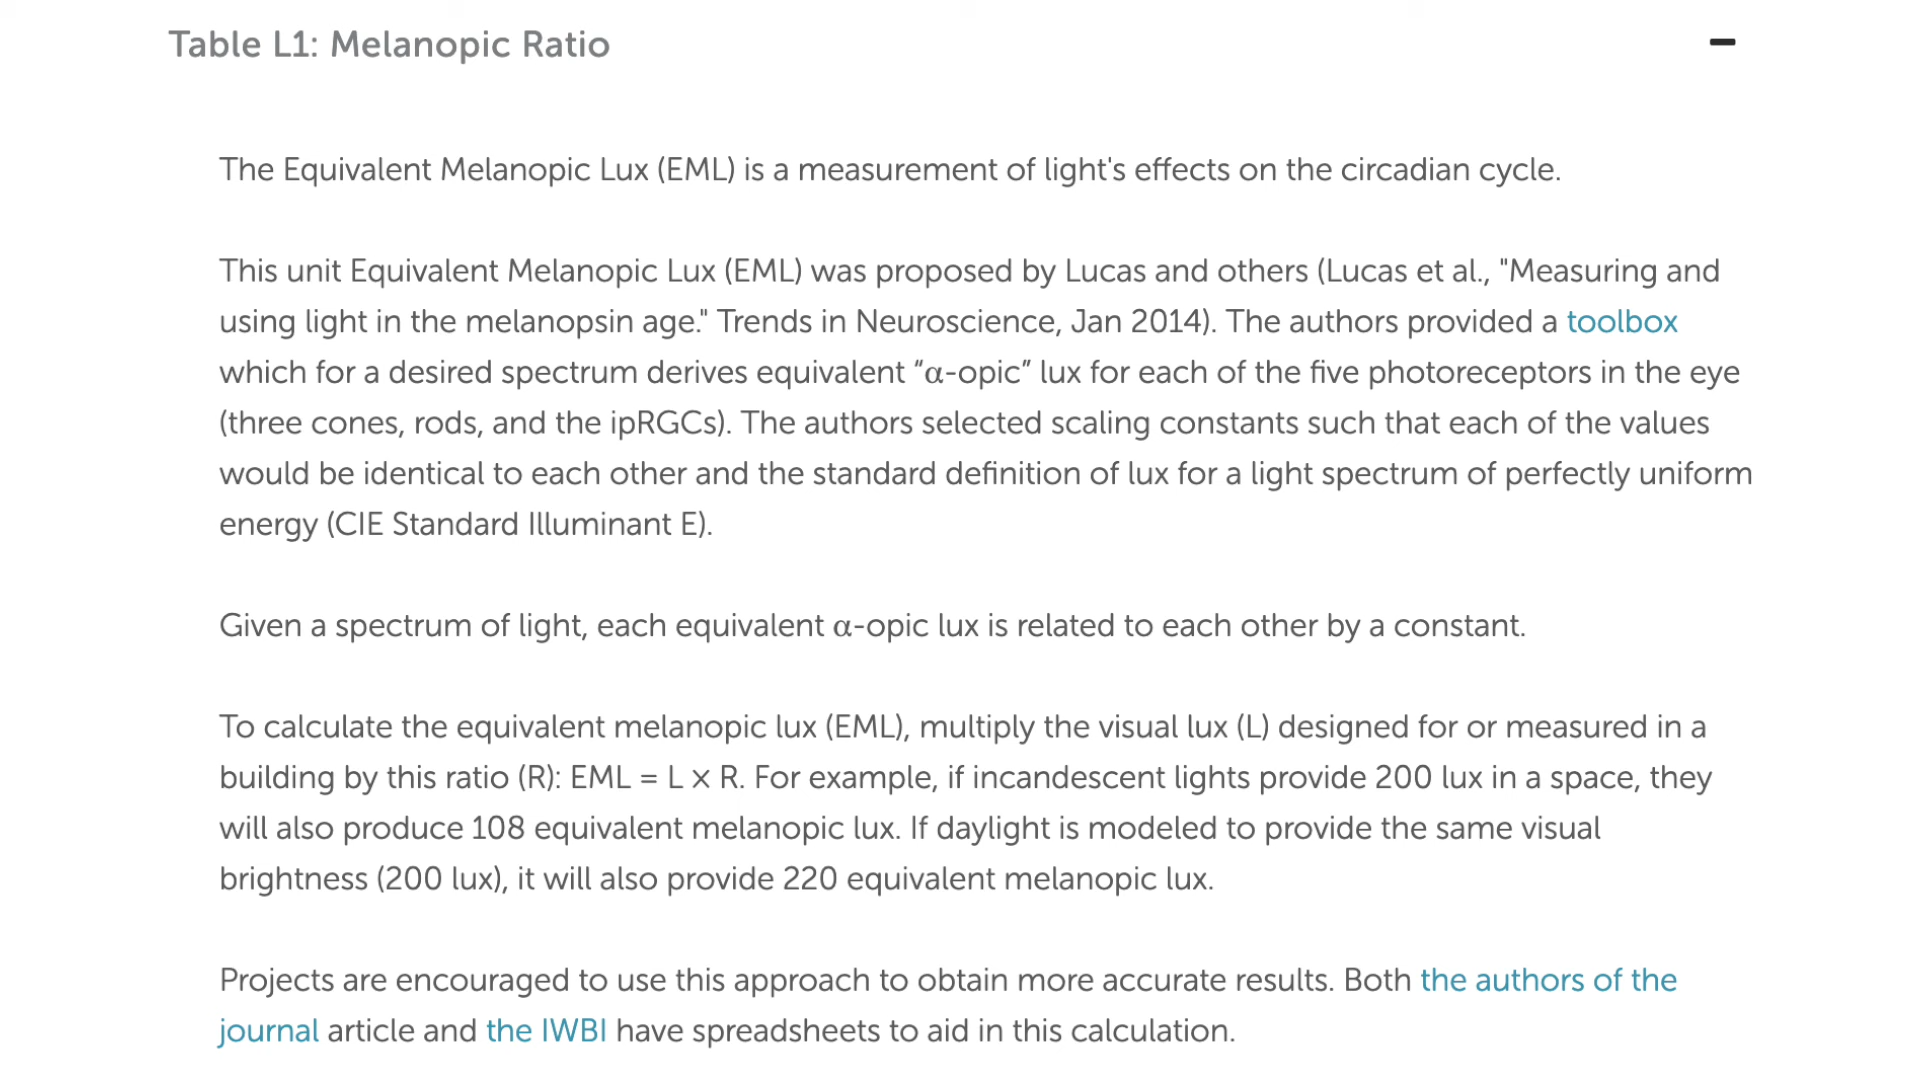 Table L1: Melanopic Ratio
The Equivalent Melanopic Lux (EML) is a measurement of light's effects on the circadian cycle.
This unit Equivalent Melanopic Lux (EML) was proposed by Lucas and others (Lucas et al., "Measuring and
using light in the melanopsin age." Trends in Neuroscience, Jan 2014). The authors provided a toolbox
which for a desired spectrum derives equivalent “α-opic” lux for each of the five photoreceptors in the eye
(three cones, rods, and the ipRGCs). The authors selected scaling constants such that each of the values
would be identical to each other and the standard definition of lux for a light spectrum of perfectly uniform
energy (CIE Standard Illuminant E).
Given a spectrum of light, each equivalent α-opic lux is related to each other by a constant.
To calculate the equivalent melanopic lux (EML), multiply the visual lux (L) designed for or measured in a
building by this ratio (R): EML = L × R. For example, if incandescent lights provide 200 lux in a space, they
will also produce 108 equivalent melanopic lux. If daylight is modeled to provide the same visual
brightness (200 lux), it will also provide 220 equivalent melanopic lux.
Projects are encouraged to use this approach to obtain more accurate results. Both the authors of the
journal article and the IWBI have spreadsheets to aid in this calculation.